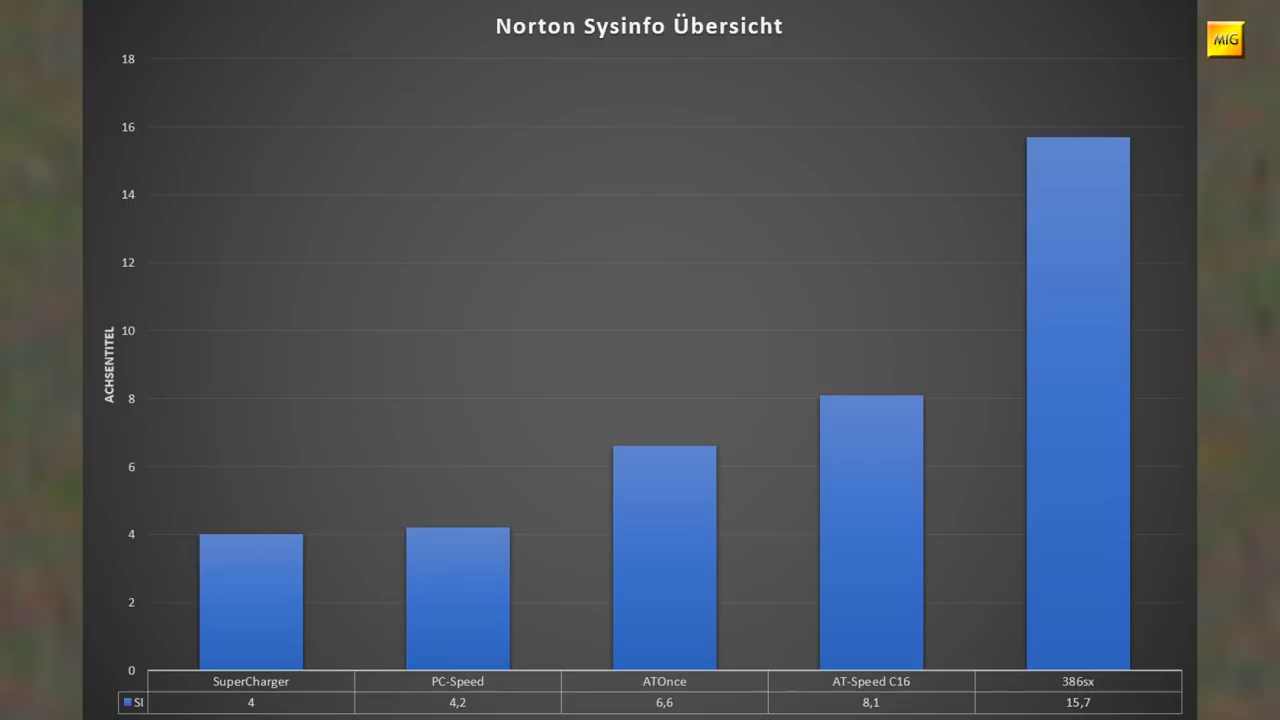 Norton Sysinfo Übersicht
MIG
18
16
14
12
10
8
6
4
2
0
ACHSENTITEL
SuperCharger PC-Speed ATOnce AT-Speed C16 386sx
SI 4 4,2 6,6 8,1 15,7